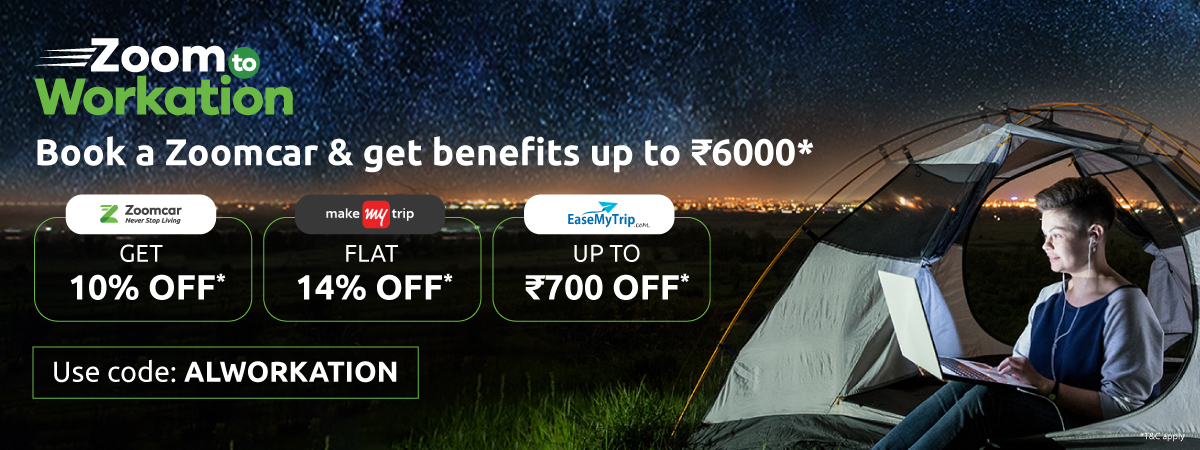 Zoom to
Workation
Book a Zoomcar & get benefits up to ₹6000*
Zoomcar
Never Stop Living
GET
10% OFF*
make my trip
FLAT
14% OFF*
EaseMyTrip.com
UP TO
₹700 OFF*
Use code: ALWORKATION
*T&C apply